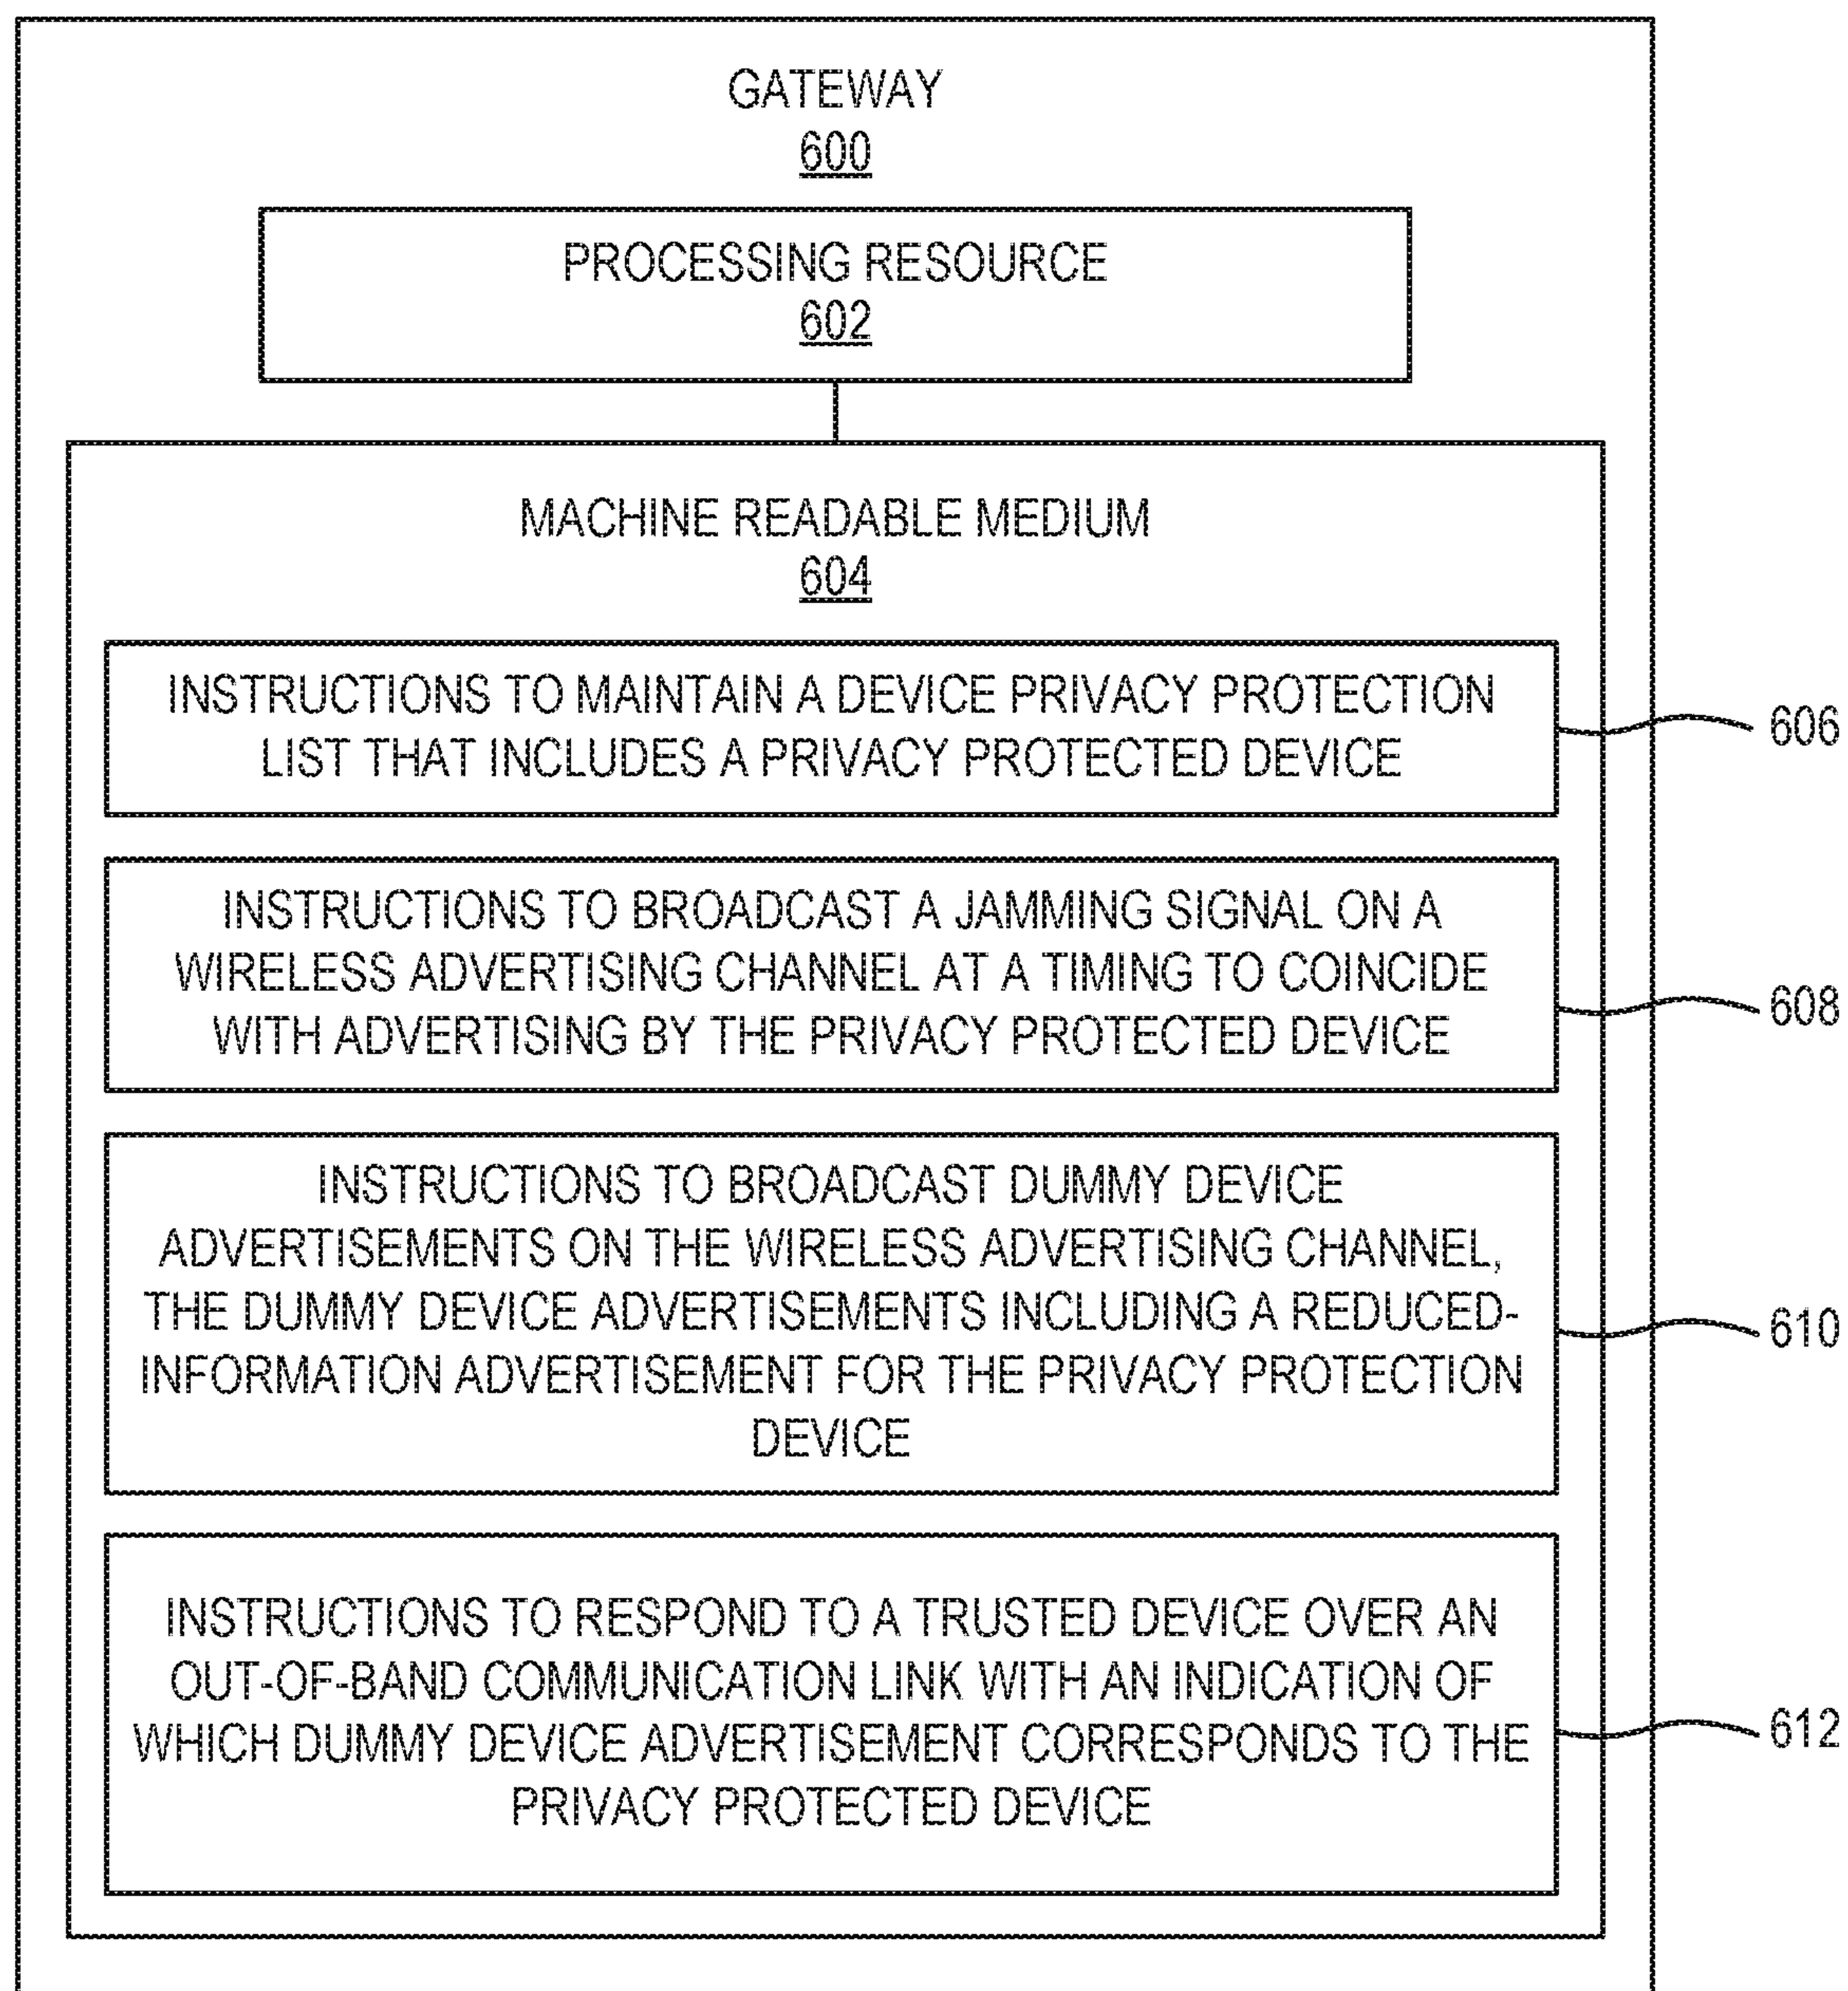 GATEWAY
600
PROCESSING RESOURCE
602
MACHINE READABLE MEDIUM
604
INSTRUCTIONS TO MAINTAIN A DEVICE PRIVACY PROTECTION
LIST THAT INCLUDES A PRIVACY PROTECTED DEVICE
606
INSTRUCTIONS TO BROADCAST A JAMMING SIGNAL ON A
WIRELESS ADVERTISING CHANNEL AT A TIMING TO COINCIDE
WITH ADVERTISING BY THE PRIVACY PROTECTED DEVICE
608
INSTRUCTIONS TO BROADCAST DUMMY DEVICE
ADVERTISEMENTS ON THE WIRELESS ADVERTISING CHANNEL,
THE DUMMY DEVICE ADVERTISEMENTS INCLUDING A REDUCED-
INFORMATION ADVERTISEMENT FOR THE PRIVACY PROTECTION
DEVICE
610
INSTRUCTIONS TO RESPOND TO A TRUSTED DEVICE OVER AN
OUT-OF-BAND COMMUNICATION LINK WITH AN INDICATION OF
WHICH DUMMY DEVICE ADVERTISEMENT CORRESPONDS TO THE
PRIVACY PROTECTED DEVICE
612